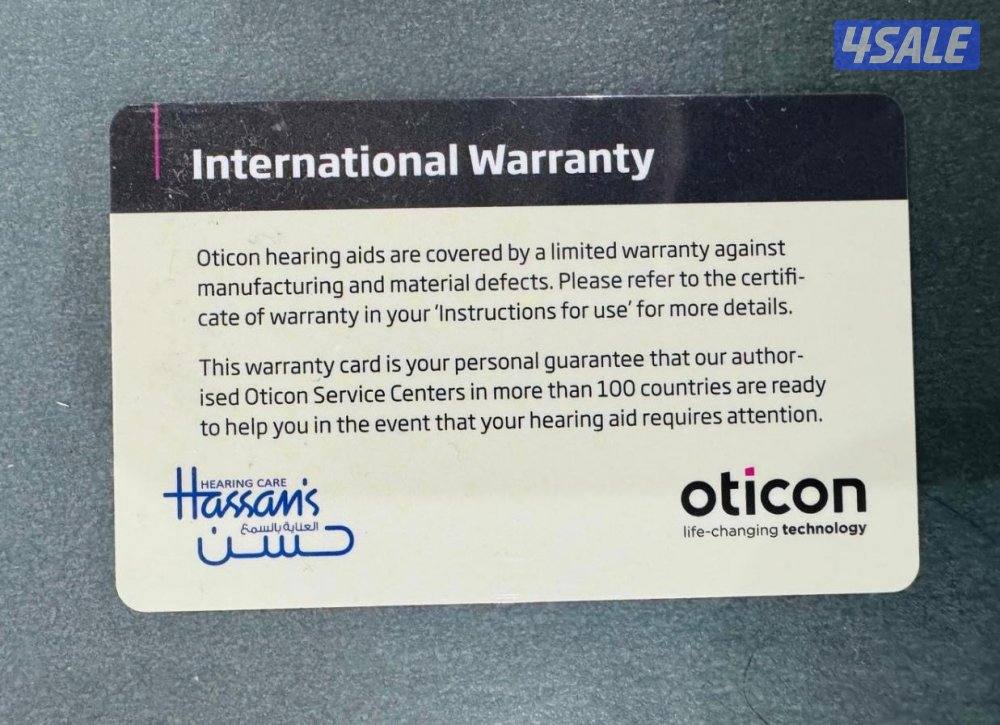 4SALE
International Warranty
Oticon hearing aids are covered by a limited warranty against
manufacturing and material defects. Please refer to the certifi-
cate of warranty in your 'Instructions for use' for more details.
This warranty card is your personal guarantee that our author-
ised Oticon Service Centers in more than 100 countries are ready
to help you in the event that your hearing aid requires attention.
HEARING CARE
Hassan's
العناية بالسمع
حسن
oticon
life-changing technology